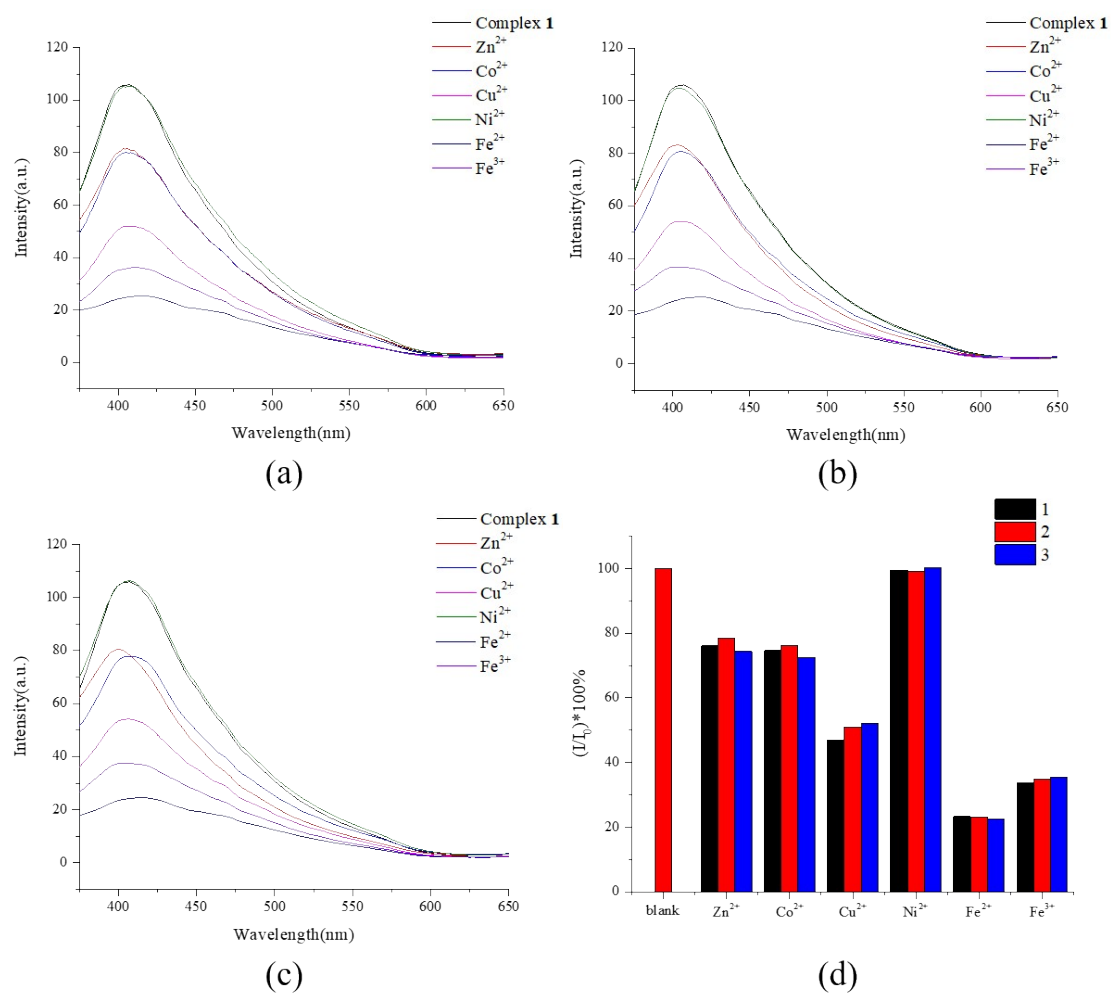 Complex 1
Zn2+
Co2+
Cu2+
Ni2+
Fe2+
Fe3+
120
100
80
60
40
20
0
Intensity(a.u.)
400 450 500 550 600 650
Wavelength(nm)
(a)
Complex 1
Zn2+
Co2+
Cu2+
Ni2+
Fe2+
Fe3+
120
100
80
60
40
20
0
Intensity(a.u.)
400 450 500 550 600 650
Wavelength(nm)
(b)
Complex 1
Zn2+
Co2+
Cu2+
Ni2+
Fe2+
Fe3+
120
100
80
60
40
20
0
Intensity(a.u.)
400 450 500 550 600 650
Wavelength(nm)
(c)
1
2
3
100
80
60
40
20
0
(I/I0)*100%
blank Zn2+ Co2+ Cu2+ Ni2+ Fe2+ Fe3+
(d)